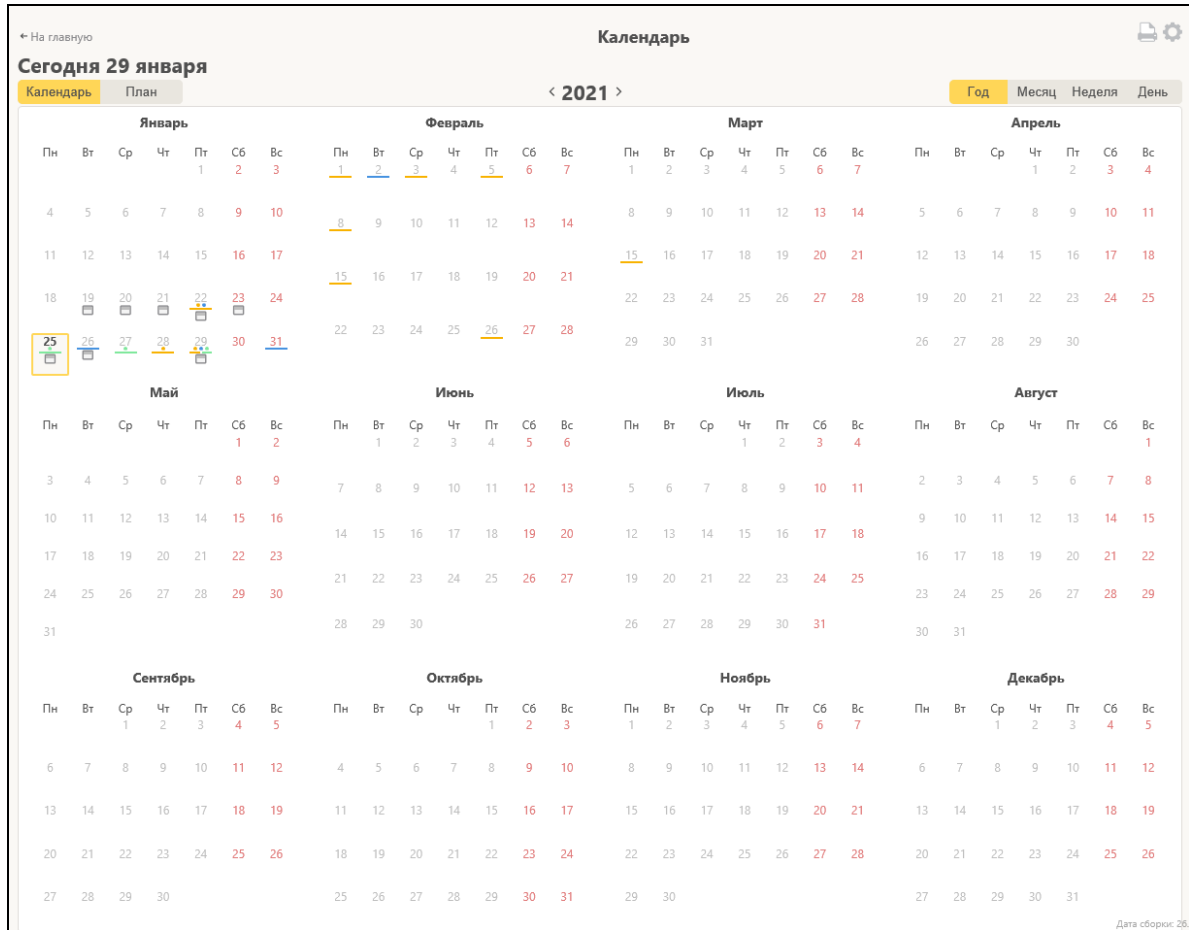 ← На главную
Календарь
Сегодня 29 января
Календарь План
< 2021 >
Год Месяц Неделя День
Январь Февраль Март Апрель
Пн Вт Ср Чт Пт Сб Вс Пн Вт Ср Чт Пт Сб Вс Пн Вт Ср Чт Пт Сб Вс Пн Вт Ср Чт Пт Сб Вс
1 2 3 1 2 3 4 5 6 7 1 2 3 4 5 6 7 1 2 3 4
4 5 6 7 8 9 10 8 9 10 11 12 13 14 8 9 10 11 12 13 14 5 6 7 8 9 10 11
11 12 13 14 15 16 17 15 16 17 18 19 20 21 15 16 17 18 19 20 21 12 13 14 15 16 17 18
18 19 20 21 22 23 24 22 23 24 25 26 27 28 22 23 24 25 26 27 28 19 20 21 22 23 24 25
25 26 27 28 29 30 31 29 30 31 26 27 28 29 30
Май Июнь Июль Август
Пн Вт Ср Чт Пт Сб Вс Пн Вт Ср Чт Пт Сб Вс Пн Вт Ср Чт Пт Сб Вс Пн Вт Ср Чт Пт Сб Вс
1 2 1 2 3 4 5 6 1 2 3 4 1
3 4 5 6 7 8 9 7 8 9 10 11 12 13 5 6 7 8 9 10 11 2 3 4 5 6 7 8
10 11 12 13 14 15 16 14 15 16 17 18 19 20 12 13 14 15 16 17 18 9 10 11 12 13 14 15
17 18 19 20 21 22 23 21 22 23 24 25 26 27 19 20 21 22 23 24 25 16 17 18 19 20 21 22
24 25 26 27 28 29 30 28 29 30 26 27 28 29 30 31 23 24 25 26 27 28 29
31 30 31
Сентябрь Октябрь Ноябрь Декабрь
Пн Вт Ср Чт Пт Сб Вс Пн Вт Ср Чт Пт Сб Вс Пн Вт Ср Чт Пт Сб Вс Пн Вт Ср Чт Пт Сб Вс
1 2 3 4 5 1 2 3 1 2 3 4 5 6 7 1 2 3 4 5
6 7 8 9 10 11 12 4 5 6 7 8 9 10 8 9 10 11 12 13 14 6 7 8 9 10 11 12
13 14 15 16 17 18 19 11 12 13 14 15 16 17 15 16 17 18 19 20 21 13 14 15 16 17 18 19
20 21 22 23 24 25 26 18 19 20 21 22 23 24 22 23 24 25 26 27 28 20 21 22 23 24 25 26
27 28 29 30 25 26 27 28 29 30 31 29 30 27 28 29 30 31
Дата сборки: 26.